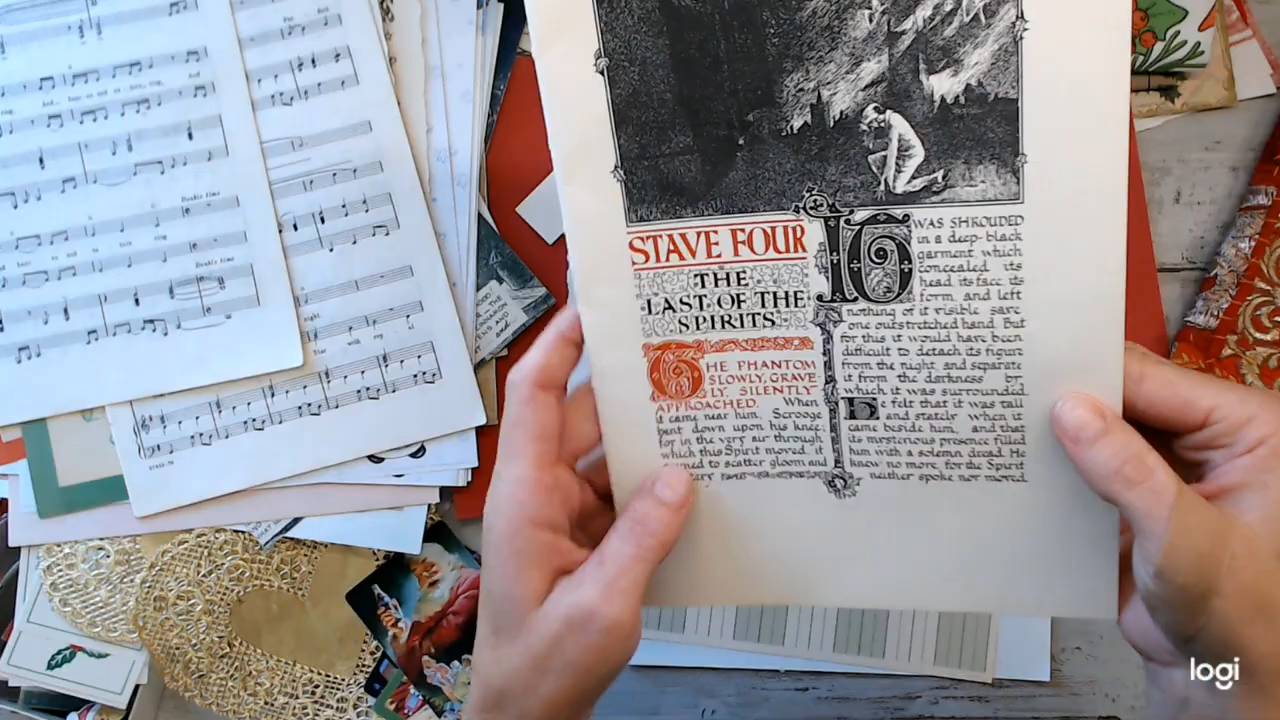 STAVE FOUR
THE
LAST OF THE
SPIRITS
THE PHANTOM
SLOWLY, GRAVE-
LY, SILENTLY
APPROACHED. When
it came near him, Scrooge
bent down upon his knee;
for in the very air through
which this Spirit moved it
to scatter gloom and
IT WAS SHROUDED
in a deep-black
garment, which
concealed its
head, its face, its
form, and left
nothing of it visible save
one outstretched hand. But
for this it would have been
difficult to detach its figure
from the night, and separate
it from the darkness by
which it was surrounded.
He felt that it was tall
and stately when it
came beside him, and that
its mysterious presence filled
him with a solemn dread. He
knew no more, for the Spirit
neither spoke nor moved.
Double time
Double time
logi